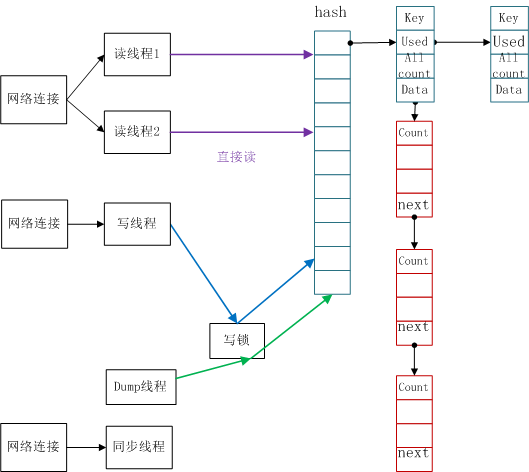 hash
Key
Used
All
count
Data
Key
Used
All
count
Data
网络连接
读线程1
读线程2
直接读
Count
next
网络连接
写线程
写锁
Count
next
Dump线程
Count
next
网络连接
同步线程